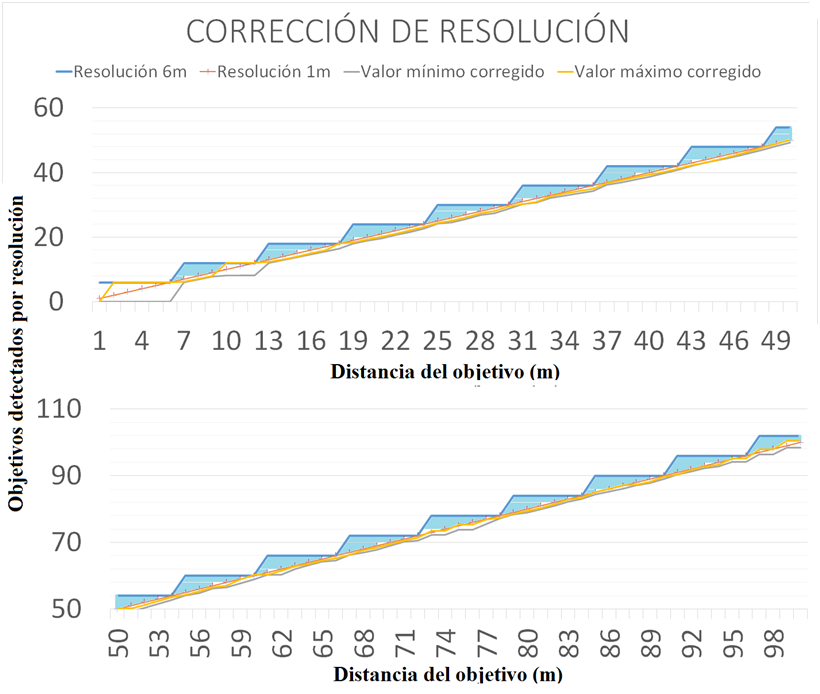 CORRECCIÓN DE RESOLUCIÓN
Resolución 6m Resolución 1m Valor mínimo corregido Valor máximo corregido
Objetivos detectados por resolución
60
40
20
0
1 4 7 10 13 16 19 22 25 28 31 34 37 40 43 46 49
Distancia del objetivo (m)
110
90
70
50
50 53 56 59 62 65 68 71 74 77 80 83 86 89 92 95 98
Distancia del objetivo (m)